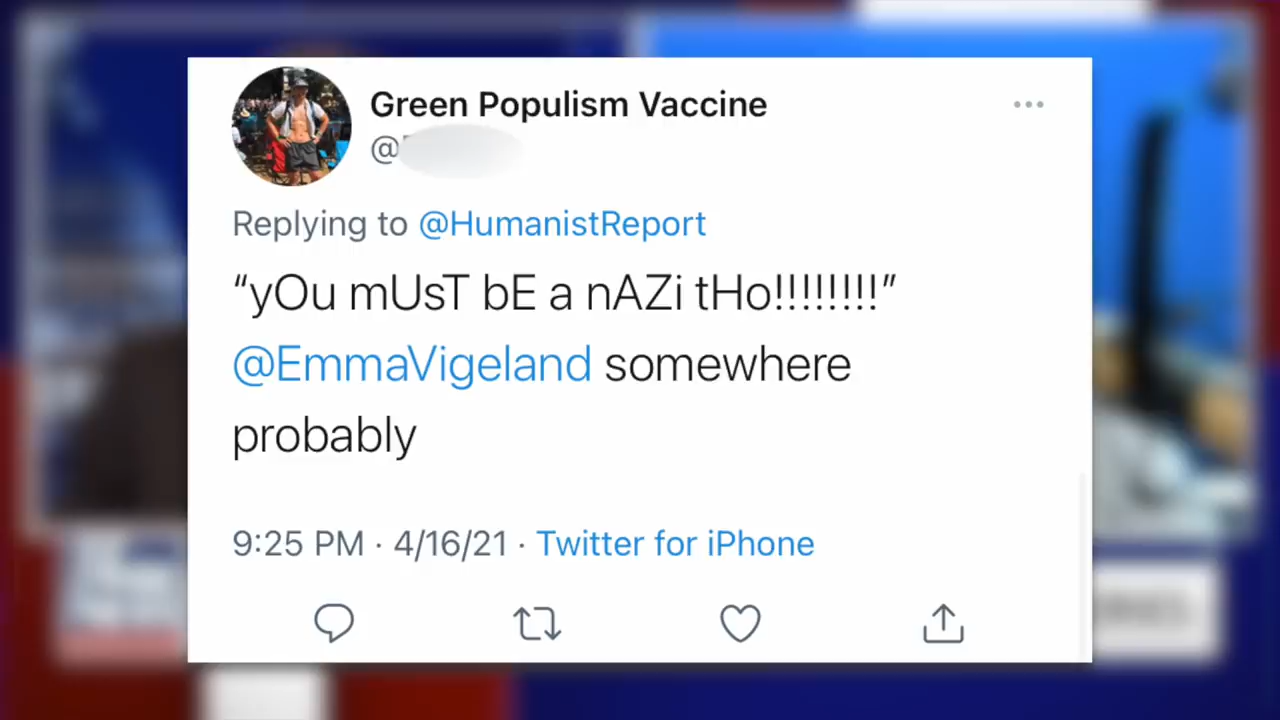 Green Populism Vaccine
@
Replying to @HumanistReport
“yOu mUsT bE a nAZi tHo!!!!!!!!”
@EmmaVigeland somewhere
probably
9:25 PM · 4/16/21 · Twitter for iPhone